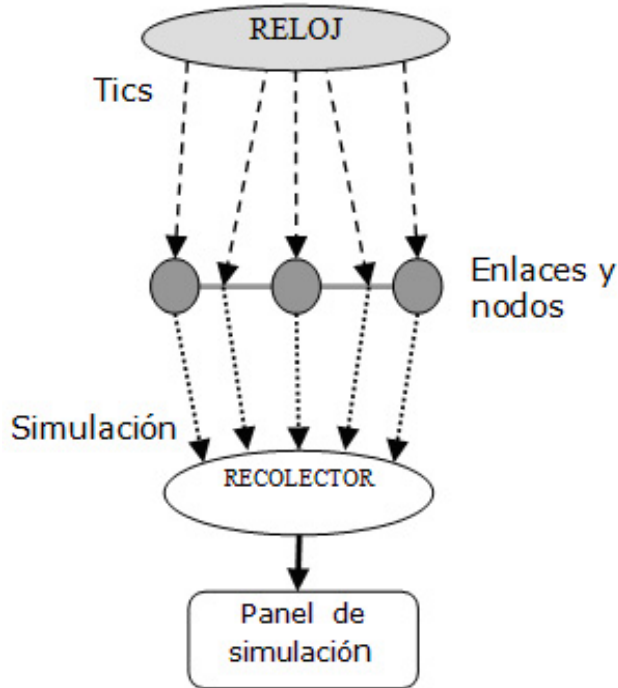 RELOJ
Tics
Enlaces y
nodos
Simulación
RECOLECTOR
Panel de
simulación